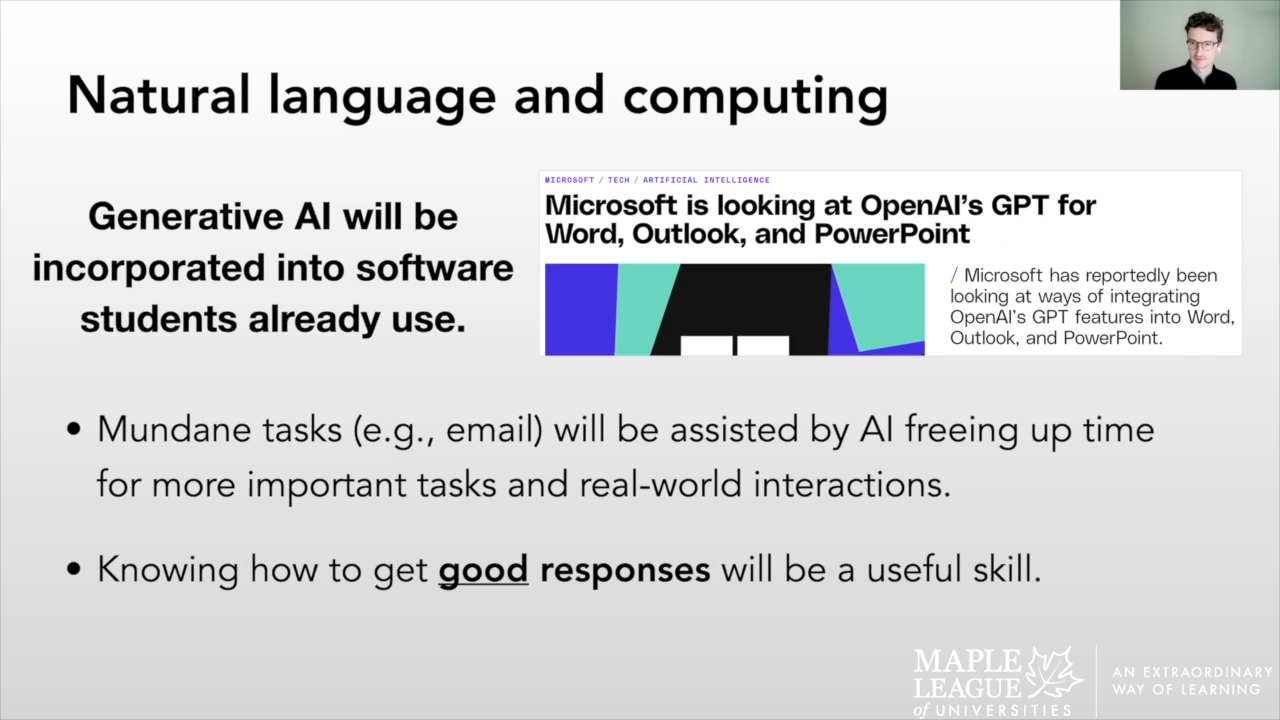 Natural language and computing
Generative AI will be
incorporated into software
students already use.
MICROSOFT / TECH / ARTIFICIAL INTELLIGENCE
Microsoft is looking at OpenAI's GPT for
Word, Outlook, and PowerPoint
/ Microsoft has reportedly been
looking at ways of integrating
OpenAI's GPT features into Word,
Outlook, and PowerPoint.
• Mundane tasks (e.g., email) will be assisted by AI freeing up time
for more important tasks and real-world interactions.
• Knowing how to get good responses will be a useful skill.
MAPLE
LEAGUE
of UNIVERSITIES
AN EXTRAORDINARY
WAY OF LEARNING